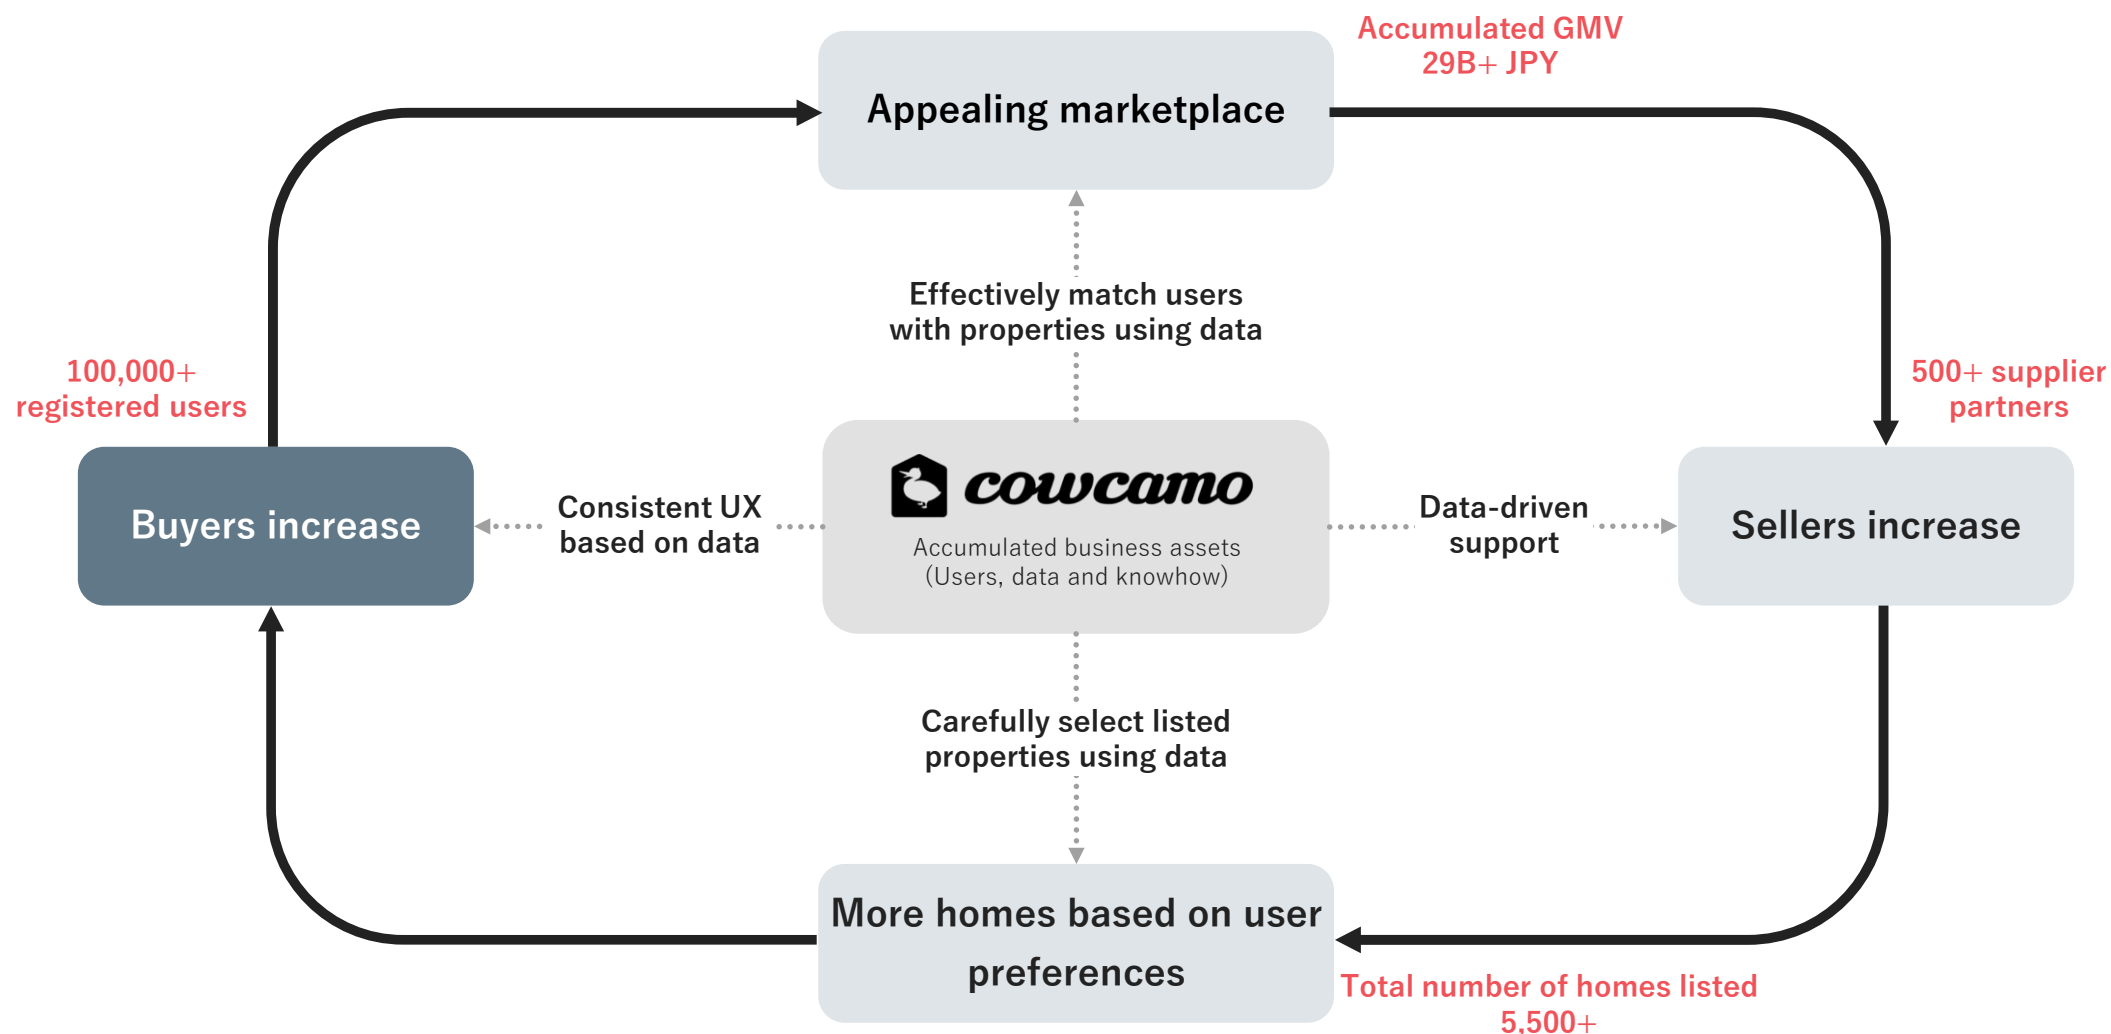 Accumulated GMV
29B+ JPY
Appealing marketplace
Effectively match users
with properties using data
100,000+
registered users
500+ supplier
partners
Buyers increase
Consistent UX
based on data
cowcamo
Accumulated business assets
(Users, data and knowhow)
Data-driven
support
Sellers increase
Carefully select listed
properties using data
More homes based on user
preferences
Total number of homes listed
5,500+